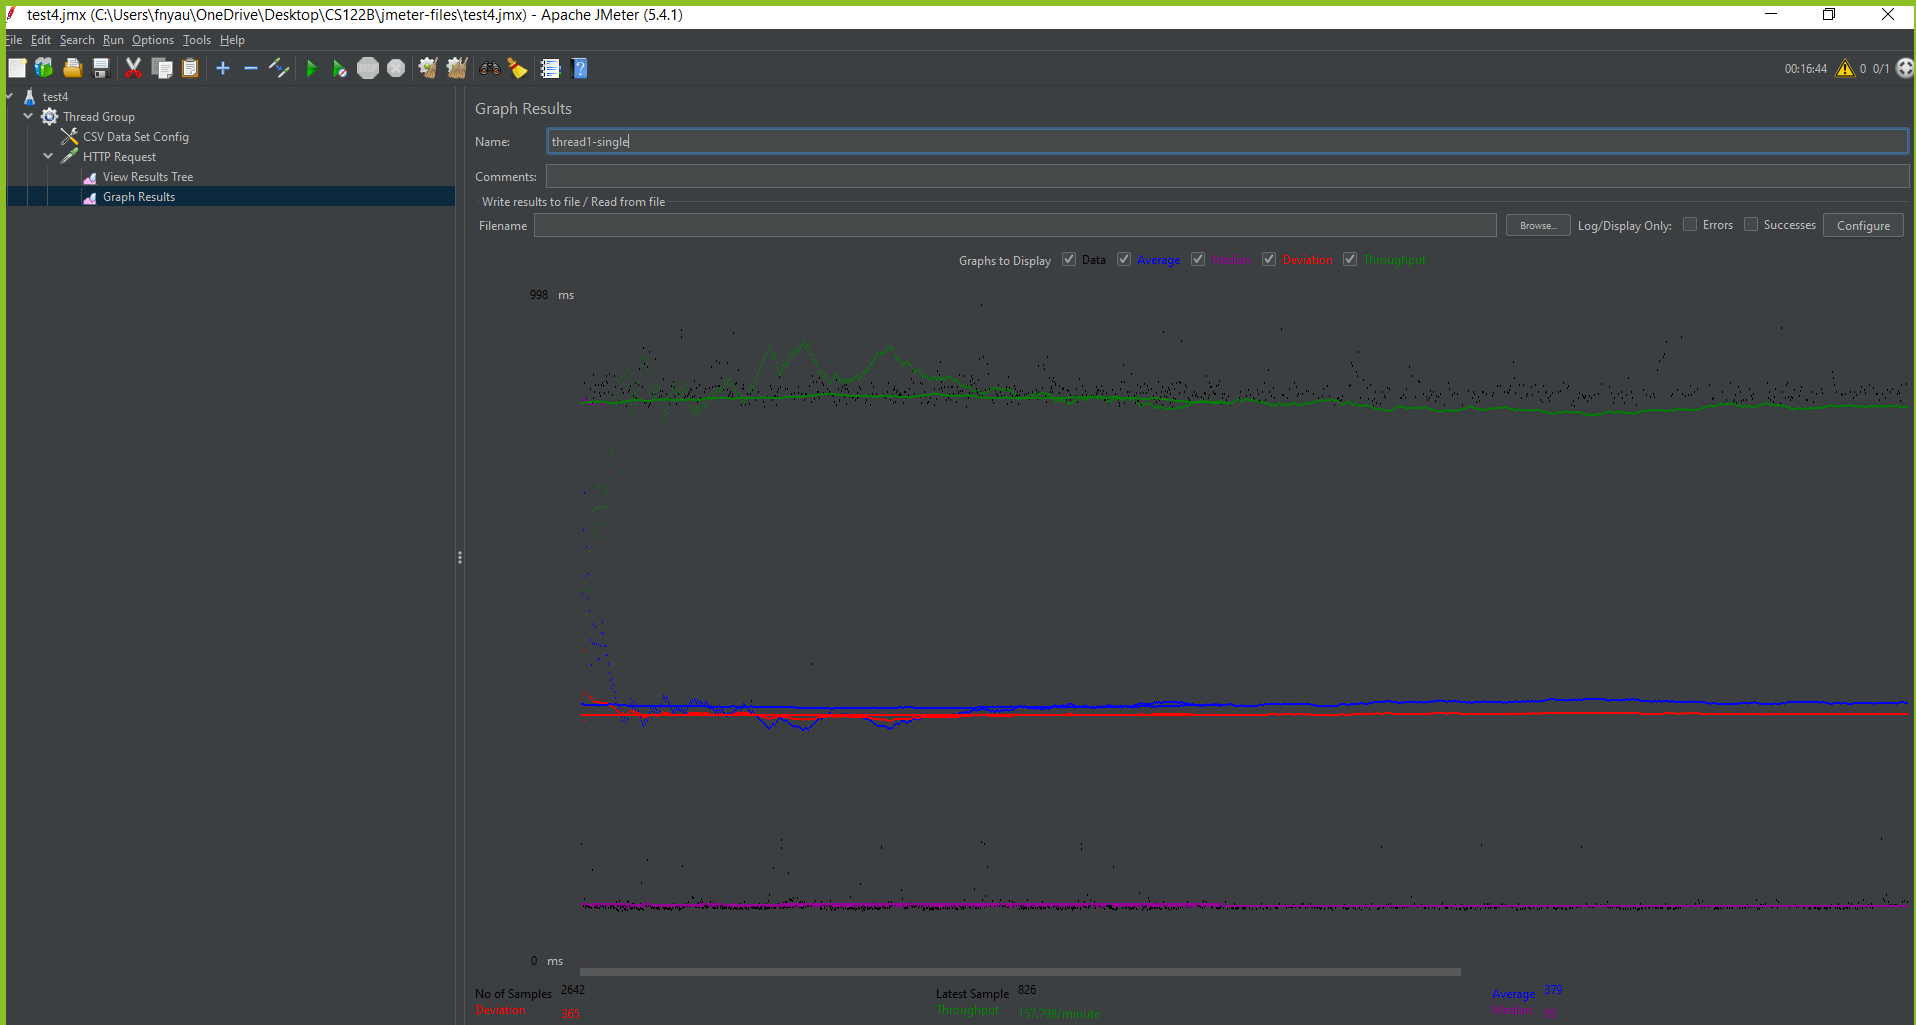 test4.jmx (C:\Users\fnyau\OneDrive\Desktop\CS122B\jmeter-files\test4.jmx) - Apache JMeter (5.4.1)
File Edit Search Run Options Tools Help
00:16:44 0 0/1
test4
Thread Group
CSV Data Set Config
HTTP Request
View Results Tree
Graph Results
Graph Results
Name: thread1-single
Comments:
Write results to file / Read from file
Filename Browse... Log/Display Only: Errors Successes Configure
Graphs to Display Data Average Median Deviation Throughput
998 ms
0 ms
No of Samples 2642 Latest Sample 826 Average 379
Deviation 365 Throughput 157.708/minute Median